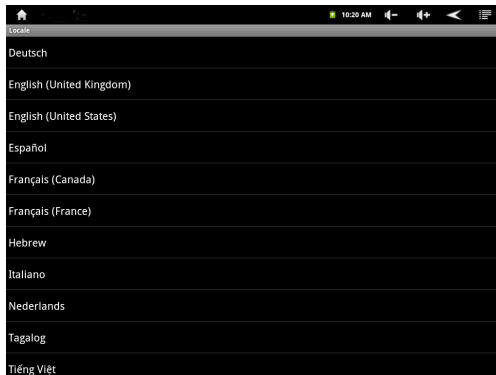 10:20 AM
Locale
Deutsch
English (United Kingdom)
English (United States)
Español
Français (Canada)
Français (France)
Hebrew
Italiano
Nederlands
Tagalog
Tiếng Việt